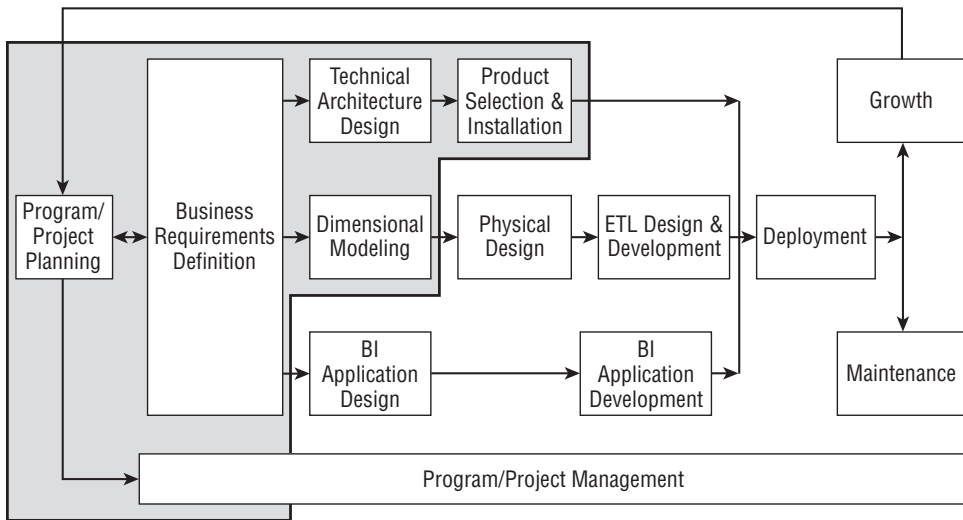 Technical
Architecture
Design
Product
Selection &
Installation
Growth
Program/
Project
Planning
Business
Requirements
Definition
Dimensional
Modeling
Physical
Design
ETL Design &
Development
Deployment
BI
Application
Design
BI
Application
Development
Maintenance
Program/Project Management